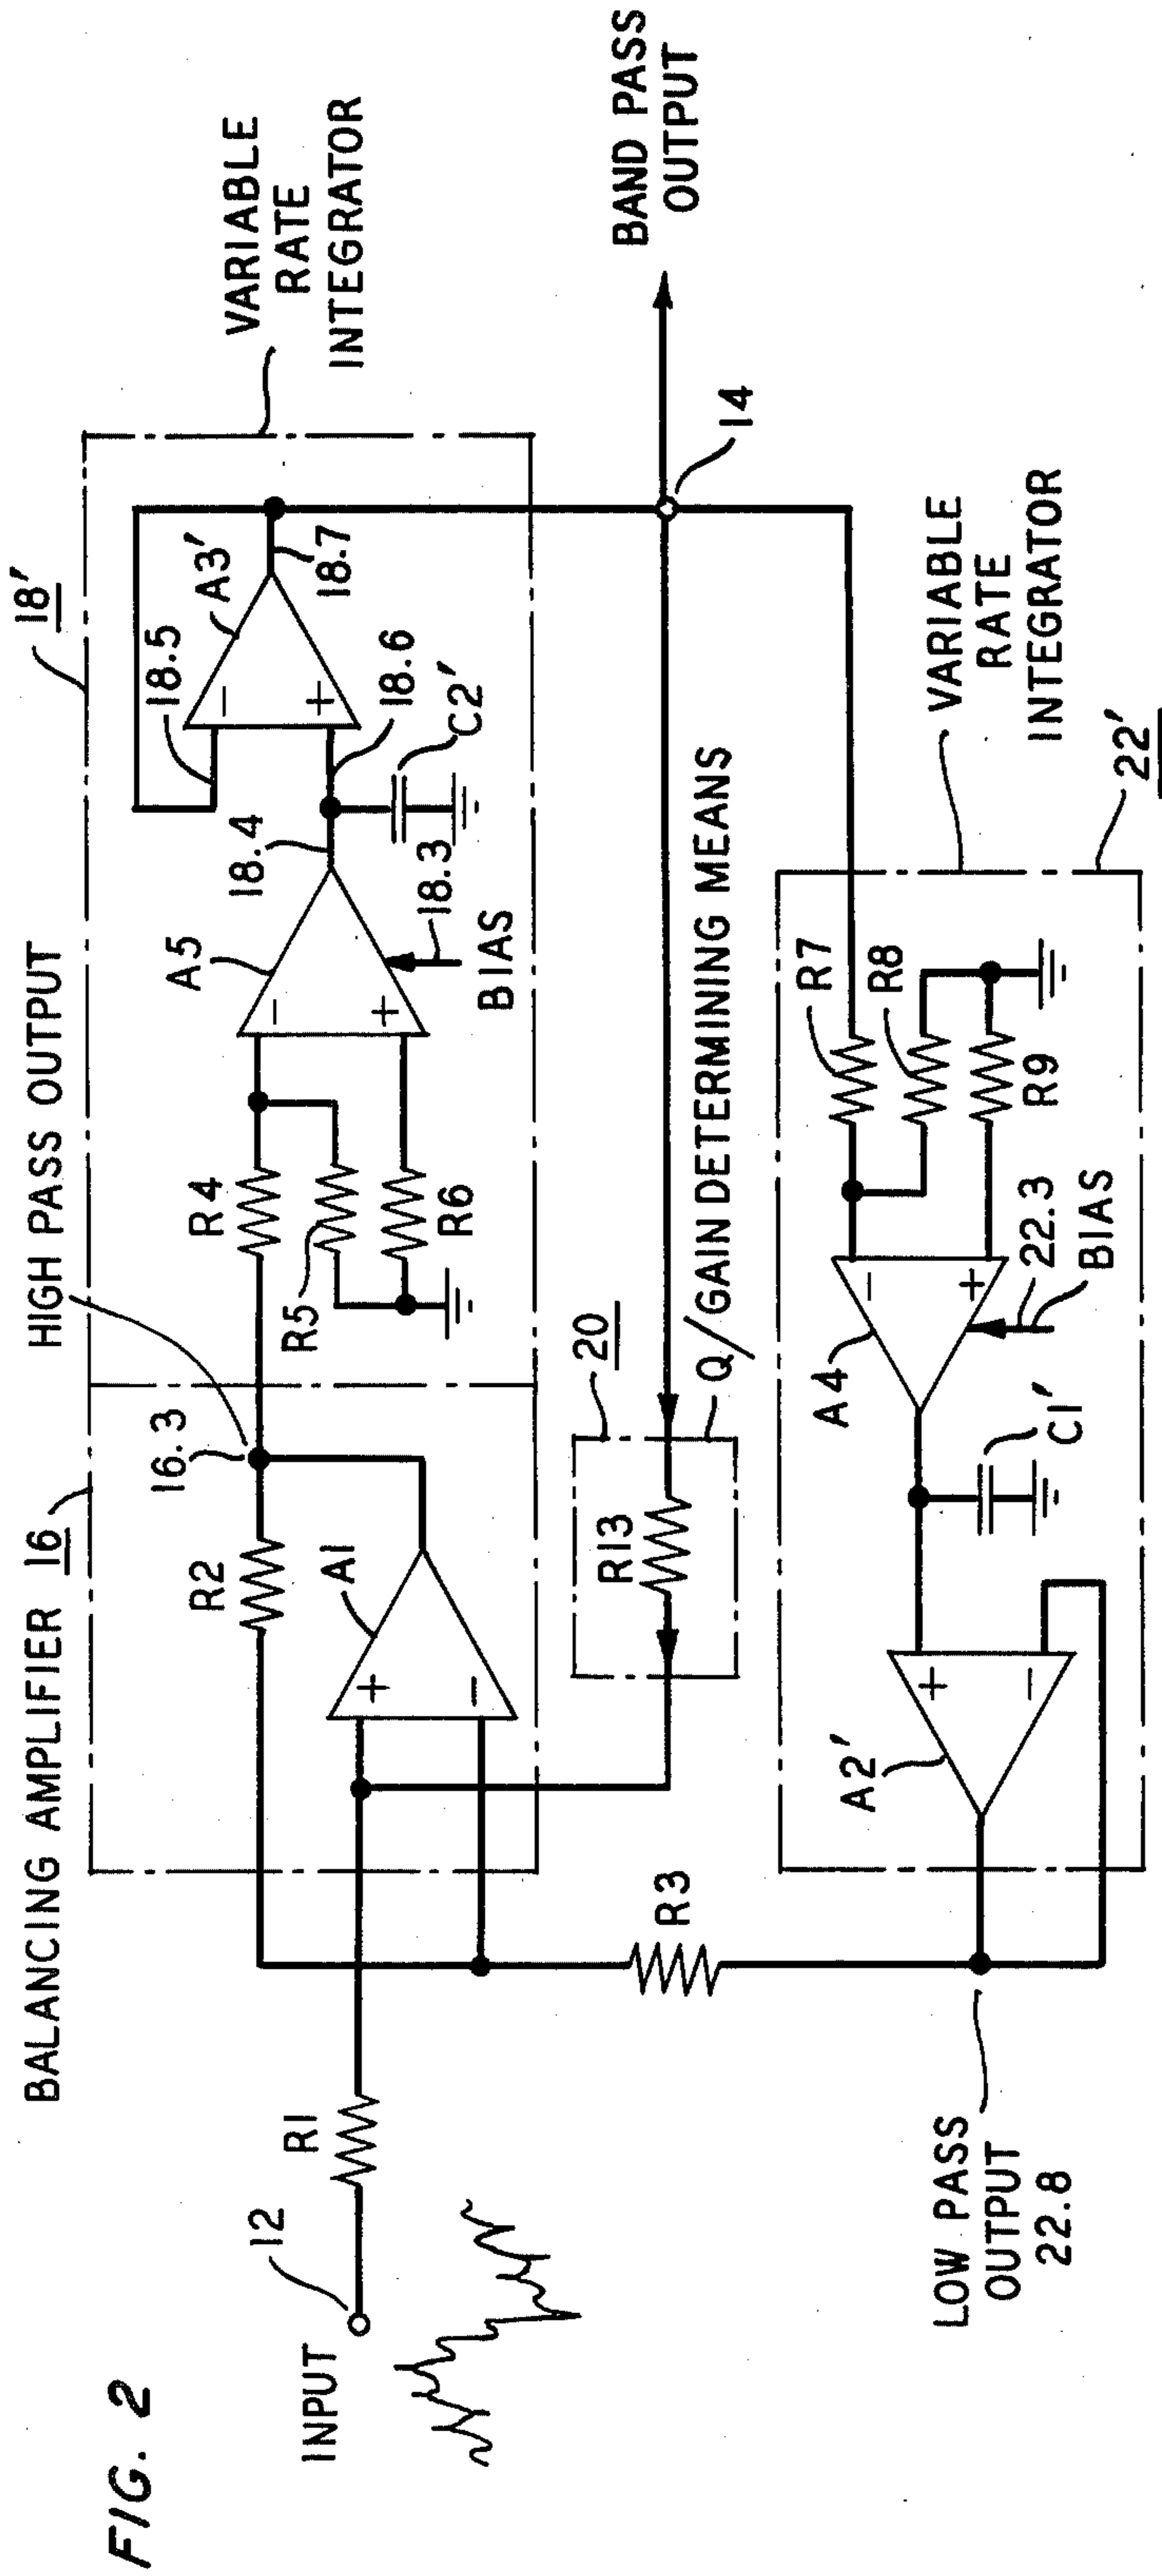 FIG. 2
BALANCING AMPLIFIER 16
HIGH PASS OUTPUT
18'
VARIABLE
RATE
INTEGRATOR
16.3
R2
A1
+
−
R4
R5
R6
A5
−
+
18.3
BIAS
18.4
18.5
A3'
−
+
18.6
18.7
C2'
INPUT
12
R1
20
R13
Q/GAIN DETERMINING MEANS
14
BAND PASS
OUTPUT
R3
LOW PASS
OUTPUT
22.8
A2'
+
−
C1'
A4
−
+
22.3
BIAS
R7
R8
R9
VARIABLE
RATE
INTEGRATOR
22'